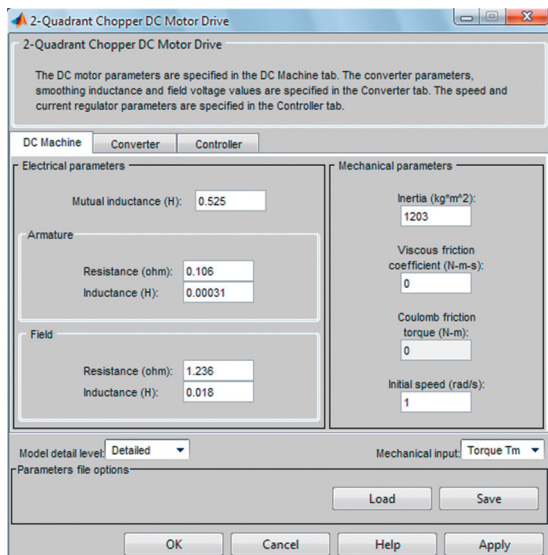 2-Quadrant Chopper DC Motor Drive
2-Quadrant Chopper DC Motor Drive
The DC motor parameters are specified in the DC Machine tab. The converter parameters,
smoothing inductance and field voltage values are specified in the Converter tab. The speed and
current regulator parameters are specified in the Controller tab.
DC Machine Converter Controller
Electrical parameters
Mutual inductance (H): 0.525
Armature
Resistance (ohm): 0.106
Inductance (H): 0.00031
Field
Resistance (ohm): 1.236
Inductance (H): 0.018
Mechanical parameters
Inertia (kg*m^2):
1203
Viscous friction
coefficient (N-m-s):
0
Coulomb friction
torque (N-m):
0
Initial speed (rad/s):
1
Model detail level: Detailed
Mechanical input: Torque Tm
Parameters file options
Load Save
OK Cancel Help Apply